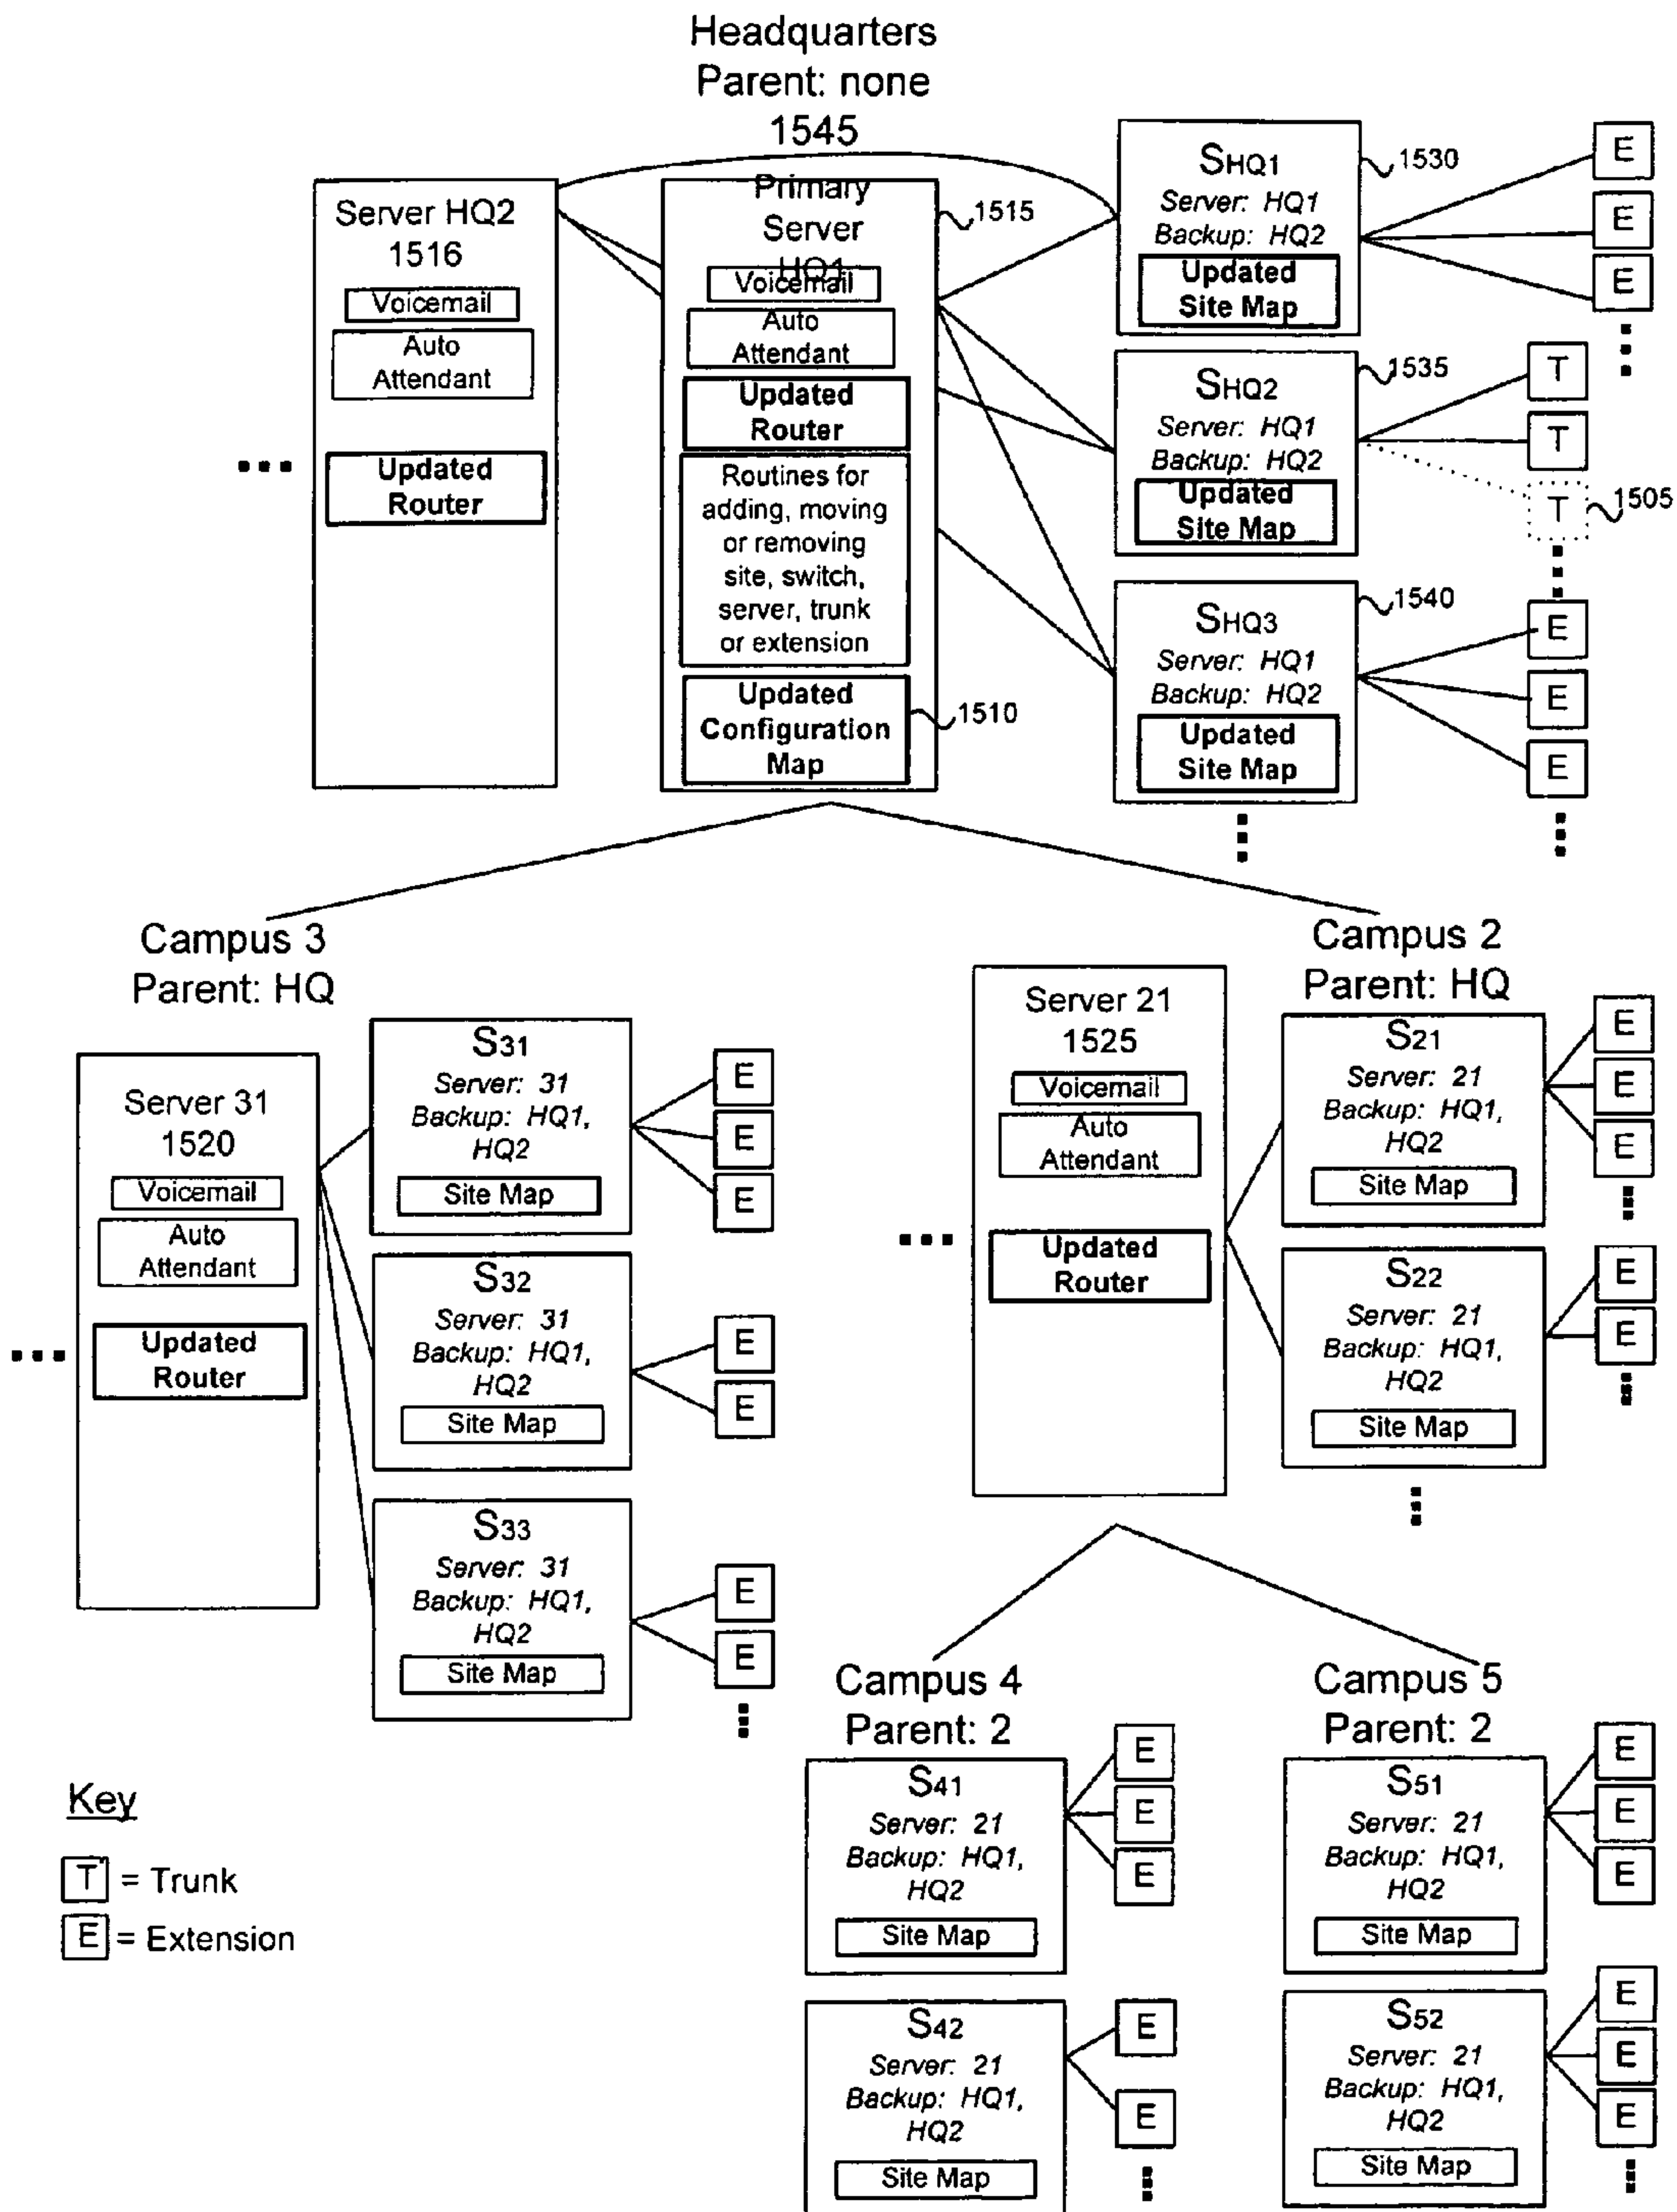 Headquarters
Parent: none
1545
Server HQ2
1516
Voicemail
Auto
Attendant
Updated
Router
Primary
Server
HQ1
1515
Voicemail
Auto
Attendant
Updated
Router
Routines for
adding, moving
or removing
site, switch,
server, trunk
or extension
Updated
Configuration
Map
1510
SHQ1
Server: HQ1
Backup: HQ2
Updated
Site Map
1530
E
E
E
SHQ2
Server: HQ1
Backup: HQ2
Updated
Site Map
1535
T
T
T
1505
SHQ3
Server: HQ1
Backup: HQ2
Updated
Site Map
1540
E
E
E
Campus 3
Parent: HQ
Server 31
1520
Voicemail
Auto
Attendant
Updated
Router
S31
Server: 31
Backup: HQ1,
HQ2
Site Map
E
E
E
S32
Server: 31
Backup: HQ1,
HQ2
Site Map
E
E
S33
Server: 31
Backup: HQ1,
HQ2
Site Map
E
E
Campus 2
Parent: HQ
Server 21
1525
Voicemail
Auto
Attendant
Updated
Router
S21
Server: 21
Backup: HQ1,
HQ2
Site Map
E
E
E
S22
Server: 21
Backup: HQ1,
HQ2
Site Map
E
E
Campus 4
Parent: 2
S41
Server: 21
Backup: HQ1,
HQ2
Site Map
E
E
E
S42
Server: 21
Backup: HQ1,
HQ2
Site Map
E
E
Campus 5
Parent: 2
S51
Server: 21
Backup: HQ1,
HQ2
Site Map
E
E
E
S52
Server: 21
Backup: HQ1,
HQ2
Site Map
E
E
E
Key
T = Trunk
E = Extension